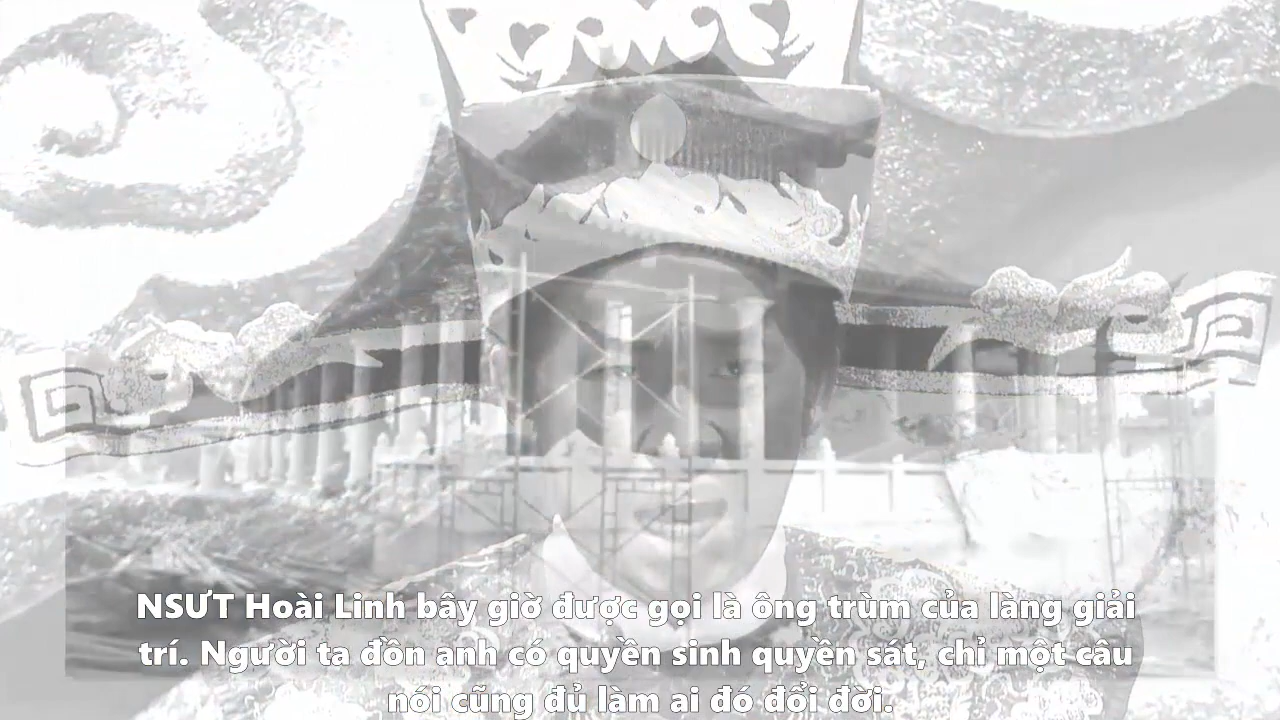 NSƯT Hoài Linh bây giờ được gọi là ông trùm của làng giải
trí. Người ta đồn anh có quyền sinh quyền sát, chỉ một câu
nói cũng đủ làm ai đó đổi đời.